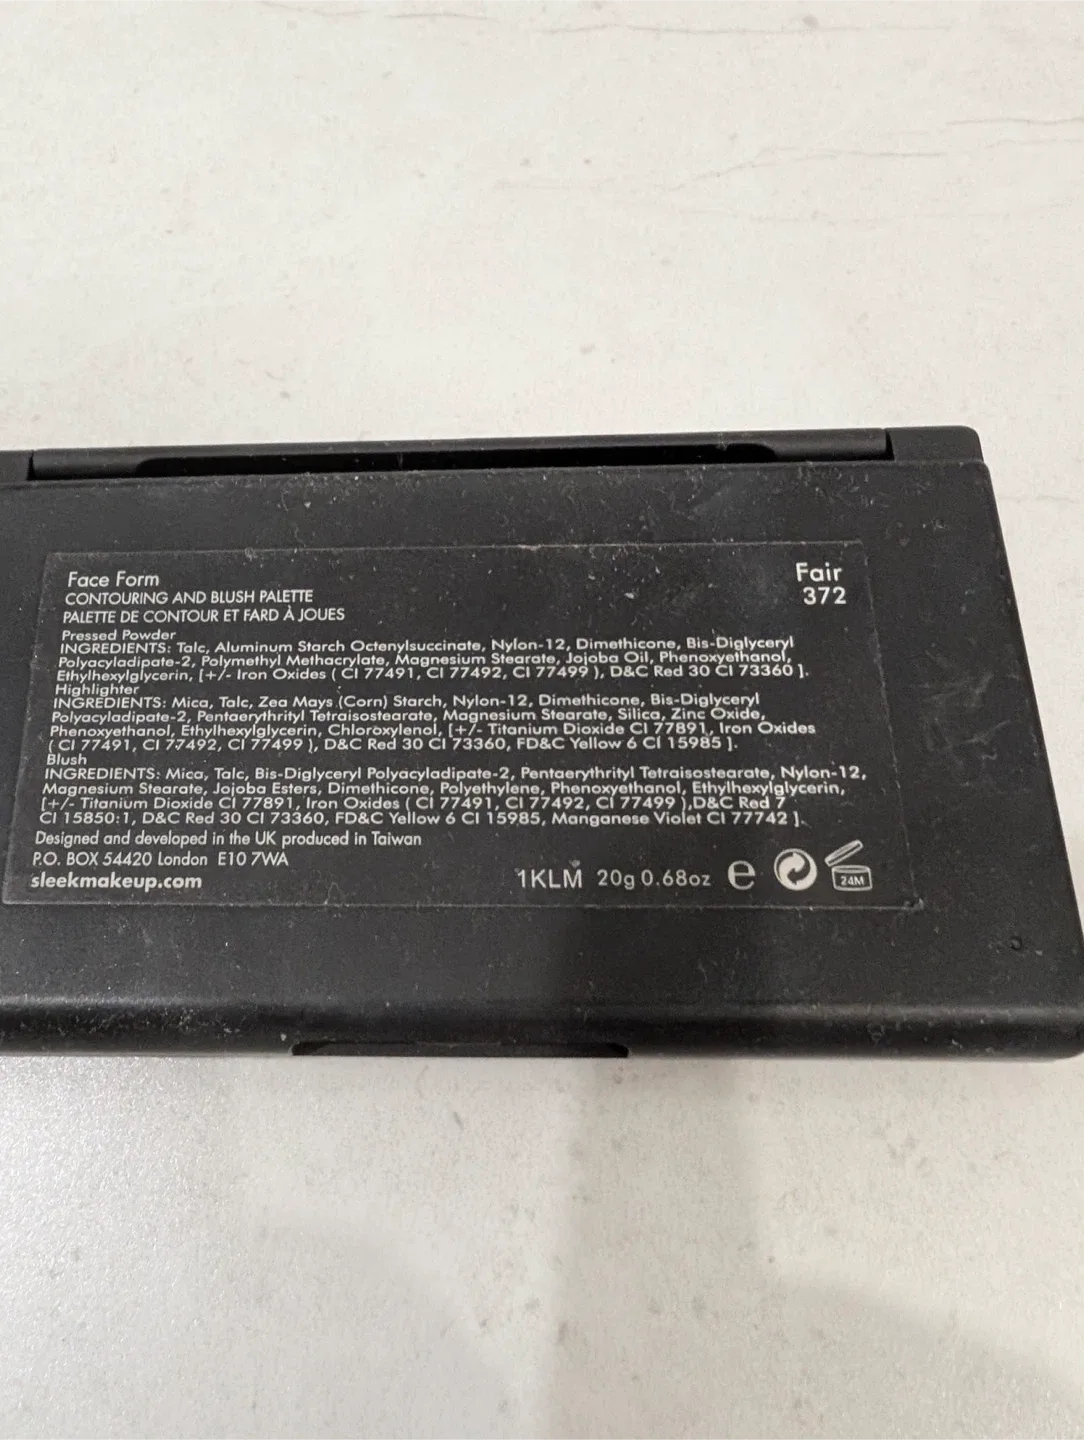 Face Form
CONTOURING AND BLUSH PALETTE
PALETTE DE CONTOUR ET FARD À JOUES
Fair
372
Pressed Powder
INGREDIENTS: Talc, Aluminum Starch Octenylsuccinate, Nylon-12, Dimethicone, Bis-Diglyceryl
Polyacyladipate-2, Polymethyl Methacrylate, Magnesium Stearate, Jojoba Oil, Phenoxyethanol,
Ethylhexylglycerin, [+/- Iron Oxides ( CI 77491, CI 77492, CI 77499 ), D&C Red 30 CI 73360 ].
Highlighter
INGREDIENTS: Mica, Talc, Zea Mays (Corn) Starch, Nylon-12, Dimethicone, Bis-Diglyceryl
Polyacyladipate-2, Pentaerythrityl Tetraisostearate, Magnesium Stearate, Silica, Zinc Oxide,
Phenoxyethanol, Ethylhexylglycerin, Chloroxylenol, [+/- Titanium Dioxide CI 77891, Iron Oxides
( CI 77491, CI 77492, CI 77499 ), D&C Red 30 CI 73360, FD&C Yellow 6 CI 15985 ].
Blush
INGREDIENTS: Mica, Talc, Bis-Diglyceryl Polyacyladipate-2, Pentaerythrityl Tetraisostearate, Nylon-12,
Magnesium Stearate, Jojoba Esters, Dimethicone, Polyethylene, Phenoxyethanol, Ethylhexylglycerin,
[+/- Titanium Dioxide CI 77891, Iron Oxides ( CI 77491, CI 77492, CI 77499 ),D&C Red 7
CI 15850:1, D&C Red 30 CI 73360, FD&C Yellow 6 CI 15985, Manganese Violet CI 77742 ].
Designed and developed in the UK produced in Taiwan
P.O. BOX 54420 London E10 7WA
sleekmakeup.com
1KLM 20g 0.68oz ℮ 24M